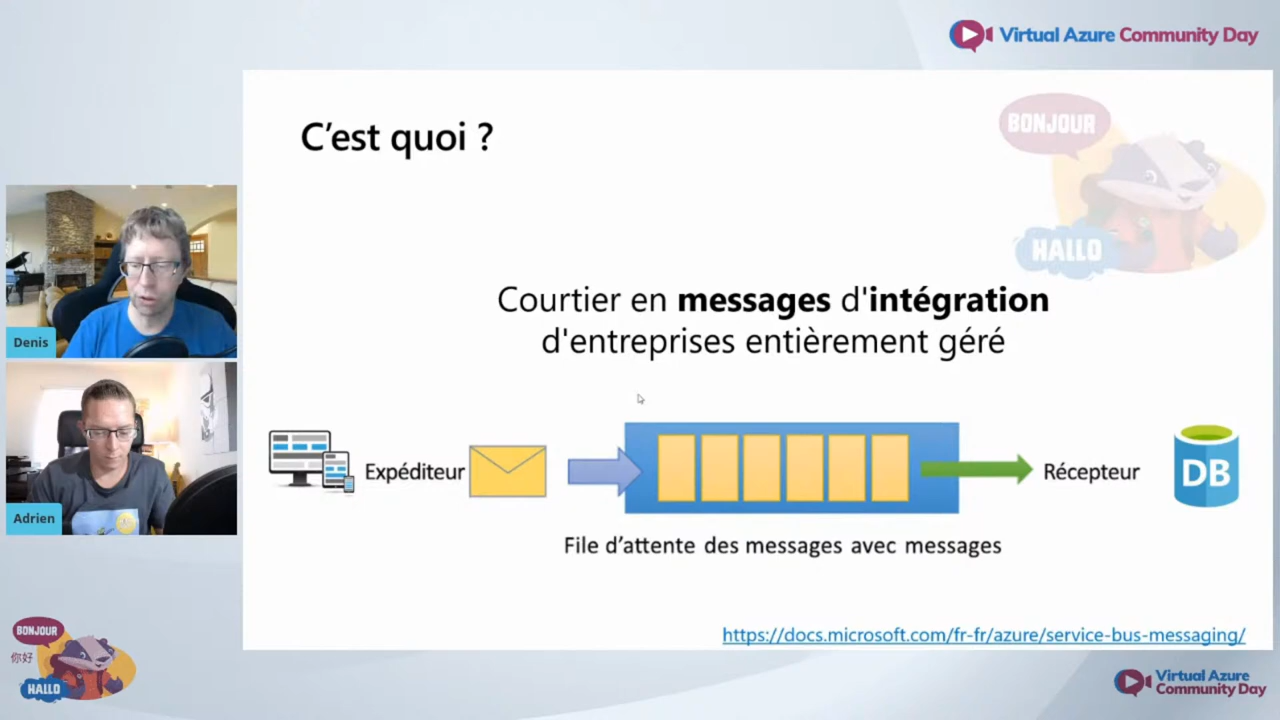 Virtual Azure Community Day
C'est quoi ?
BONJOUR
HALLO
Courtier en messages d'intégration
d'entreprises entièrement géré
Denis
Expéditeur
Récepteur
DB
Adrien
File d'attente des messages avec messages
https://docs.microsoft.com/fr-fr/azure/service-bus-messaging/
BONJOUR
你好
HALLO
Virtual Azure
Community Day